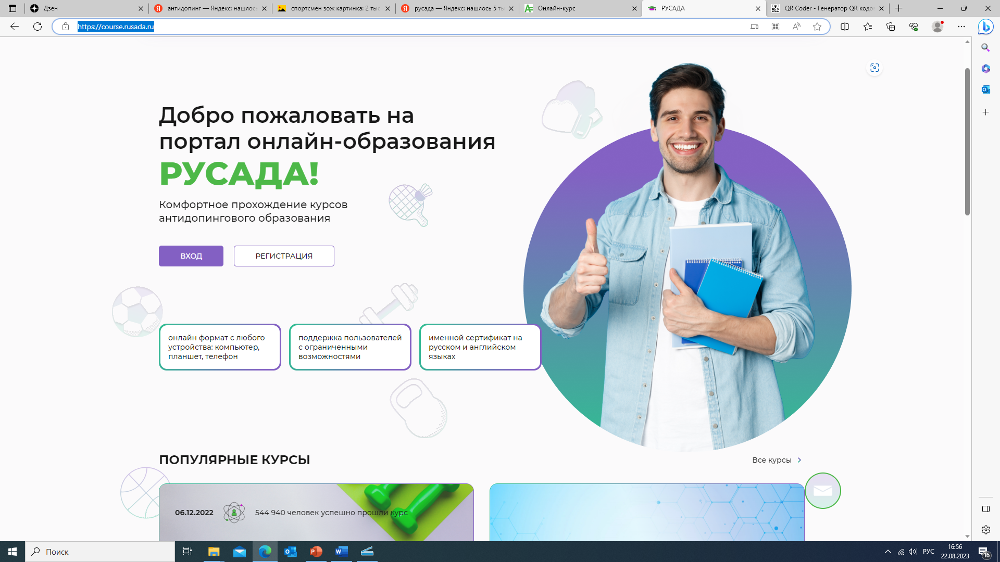 Дзен
антидопинг — Яндекс: нашлось
спортсмен зож картинка: 2 тыс
русада — Яндекс: нашлось 5 ты
Онлайн-курс
РУСАДА
QR Coder - Генератор QR кодо
https://course.rusada.ru
Добро пожаловать на
портал онлайн-образования
РУСАДА!
Комфортное прохождение курсов
антидопингового образования
ВХОД
РЕГИСТРАЦИЯ
онлайн формат с любого
устройства: компьютер,
планшет, телефон
поддержка пользователей
с ограниченными
возможностями
именной сертификат на
русском и английском
языках
ПОПУЛЯРНЫЕ КУРСЫ
Все курсы
06.12.2022
544 940 человек успешно прошли курс
Поиск
РУС
16:56
22.08.2023
16